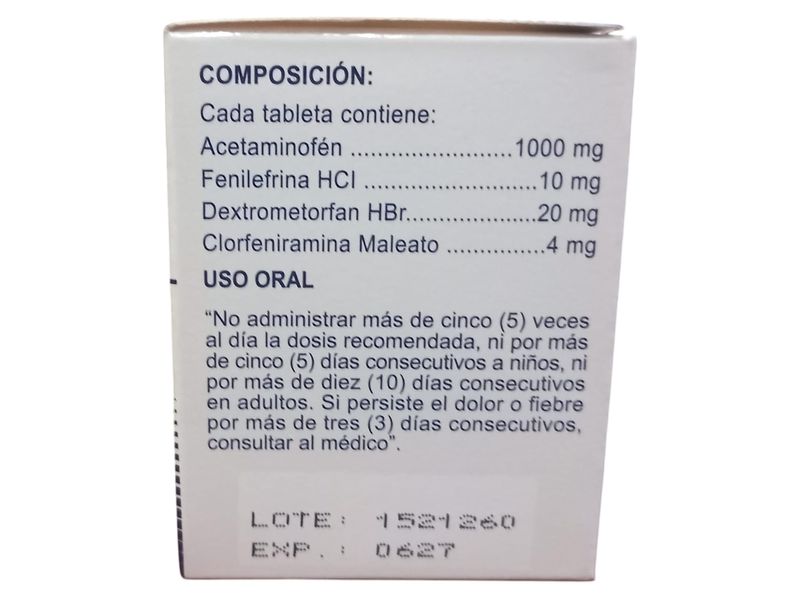 COMPOSICIÓN:
Cada tableta contiene:
Acetaminofén ........................1000 mg
Fenilefrina HCl ..........................10 mg
Dextrometorfan HBr....................20 mg
Clorfeniramina Maleato ...............4 mg
USO ORAL
“No administrar más de cinco (5) veces
al día la dosis recomendada, ni por más
de cinco (5) días consecutivos a niños, ni
por más de diez (10) días consecutivos
en adultos. Si persiste el dolor o fiebre
por más de tres (3) días consecutivos,
consultar al médico”.
LOTE: 1521260
EXP.: 0627